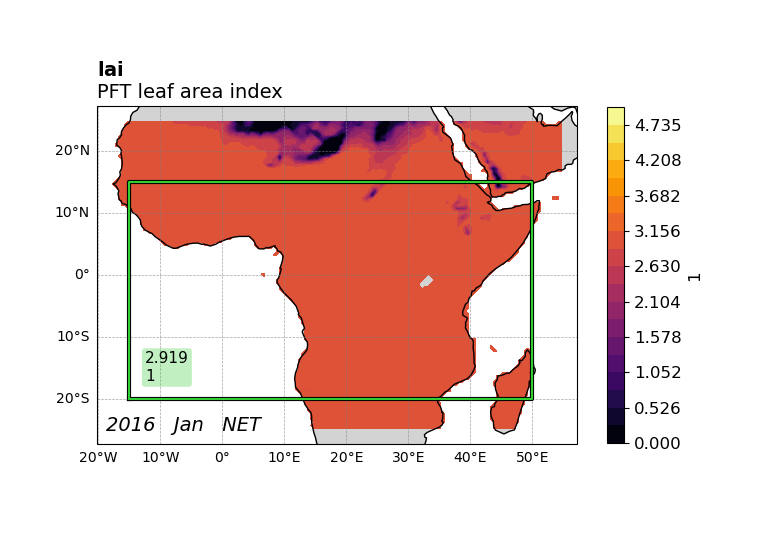 lai
PFT leaf area index
20°N
10°N
0°
10°S
20°S
20°W
10°W
0°
10°E
20°E
30°E
40°E
50°E
2.919
1
2016 Jan NET
4.735
4.208
3.682
3.156
2.630
2.104
1.578
1.052
0.526
0.000
1